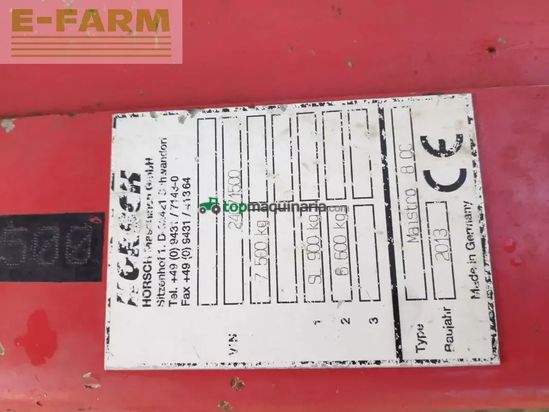 E-FARM
HORSCH
HORSCH Maschinen GmbH
Sitzenhof 1, D-92421 Schwandorf
Tel. +49 (0) 9431 / 7143-0
Fax +49 (0) 9431 / 41364
Type Maistro 8.CC
Baujahr 2013
Made in Germany
CE
VIN
7 500 kg
1 SL 900 kg
2 6 600 kg
3
topmaquinaria.com
500